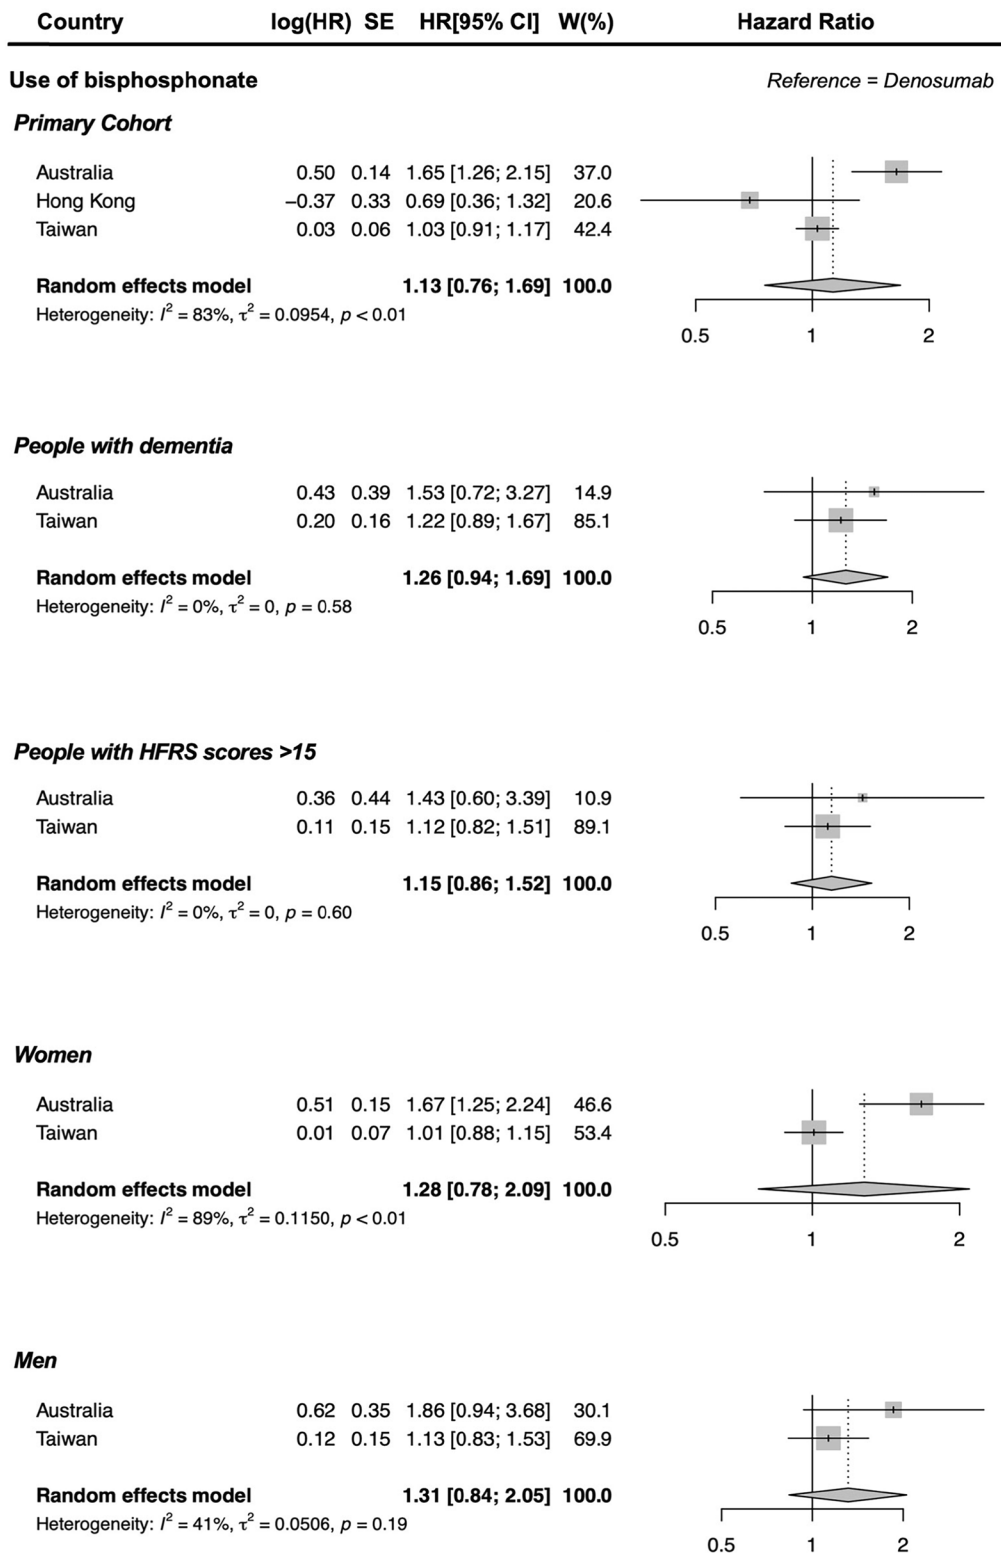 Country log(HR) SE HR[95% CI] W(%) Hazard Ratio
Use of bisphosphonate Reference = Denosumab
Primary Cohort
Australia 0.50 0.14 1.65 [1.26; 2.15] 37.0
Hong Kong −0.37 0.33 0.69 [0.36; 1.32] 20.6
Taiwan 0.03 0.06 1.03 [0.91; 1.17] 42.4
Random effects model 1.13 [0.76; 1.69] 100.0
Heterogeneity: I² = 83%, τ² = 0.0954, p < 0.01
0.5 1 2
People with dementia
Australia 0.43 0.39 1.53 [0.72; 3.27] 14.9
Taiwan 0.20 0.16 1.22 [0.89; 1.67] 85.1
Random effects model 1.26 [0.94; 1.69] 100.0
Heterogeneity: I² = 0%, τ² = 0, p = 0.58
0.5 1 2
People with HFRS scores >15
Australia 0.36 0.44 1.43 [0.60; 3.39] 10.9
Taiwan 0.11 0.15 1.12 [0.82; 1.51] 89.1
Random effects model 1.15 [0.86; 1.52] 100.0
Heterogeneity: I² = 0%, τ² = 0, p = 0.60
0.5 1 2
Women
Australia 0.51 0.15 1.67 [1.25; 2.24] 46.6
Taiwan 0.01 0.07 1.01 [0.88; 1.15] 53.4
Random effects model 1.28 [0.78; 2.09] 100.0
Heterogeneity: I² = 89%, τ² = 0.1150, p < 0.01
0.5 1 2
Men
Australia 0.62 0.35 1.86 [0.94; 3.68] 30.1
Taiwan 0.12 0.15 1.13 [0.83; 1.53] 69.9
Random effects model 1.31 [0.84; 2.05] 100.0
Heterogeneity: I² = 41%, τ² = 0.0506, p = 0.19
0.5 1 2